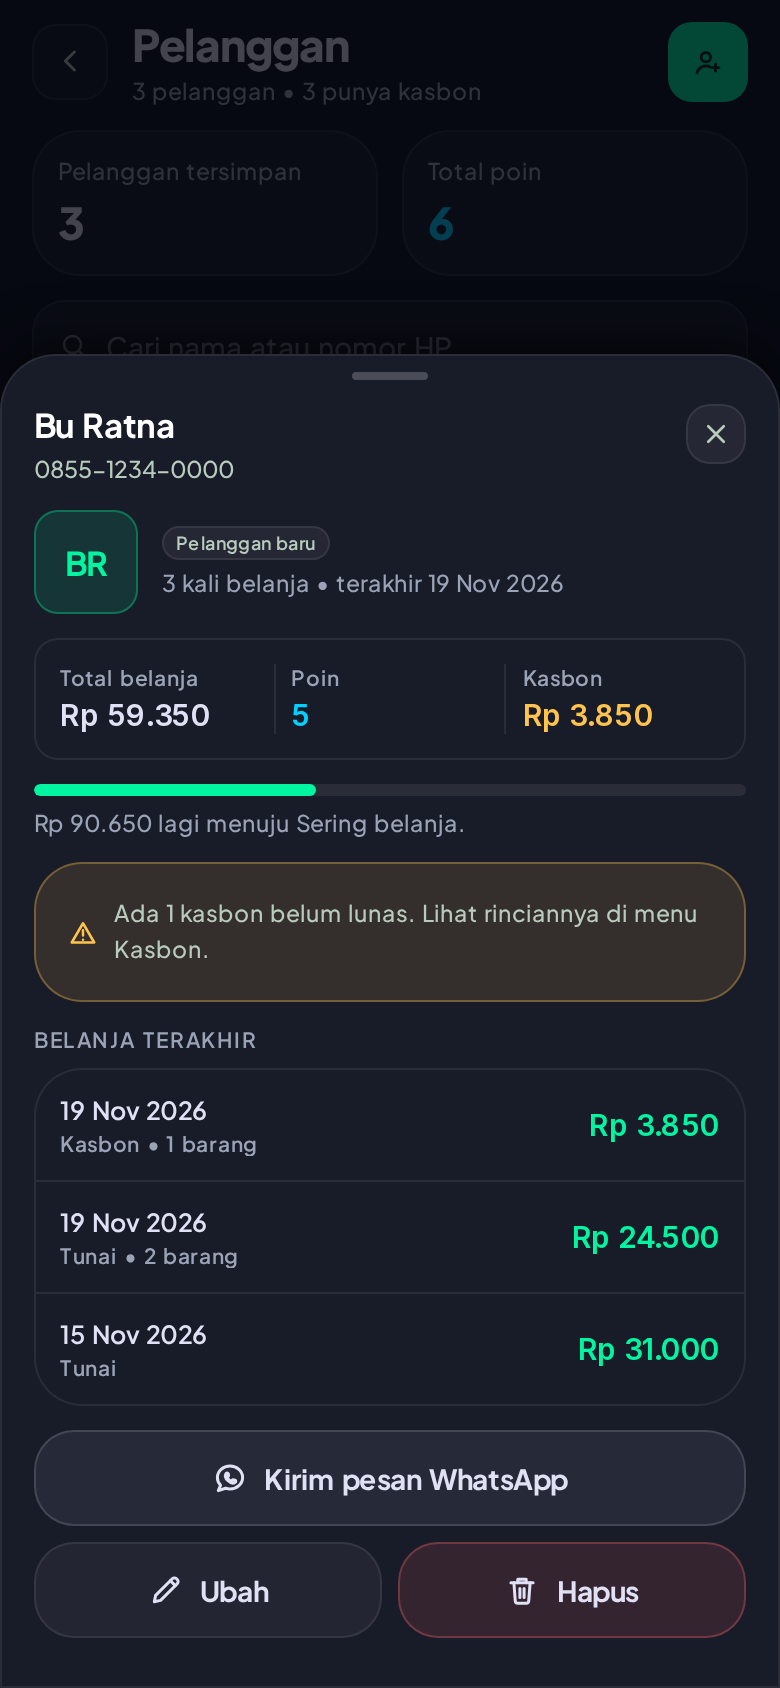 Pelanggan
3 pelanggan • 3 punya kasbon
Pelanggan tersimpan
3
Total poin
6
Cari nama atau nomor HP
Bu Ratna
0855–1234–0000
BR
Pelanggan baru
3 kali belanja • terakhir 19 Nov 2026
Total belanja
Rp 59.350
Poin
5
Kasbon
Rp 3.850
Rp 90.650 lagi menuju Sering belanja.
Ada 1 kasbon belum lunas. Lihat rinciannya di menu
Kasbon.
BELANJA TERAKHIR
19 Nov 2026
Kasbon • 1 barang
Rp 3.850
19 Nov 2026
Tunai • 2 barang
Rp 24.500
15 Nov 2026
Tunai
Rp 31.000
Kirim pesan WhatsApp
Ubah
Hapus